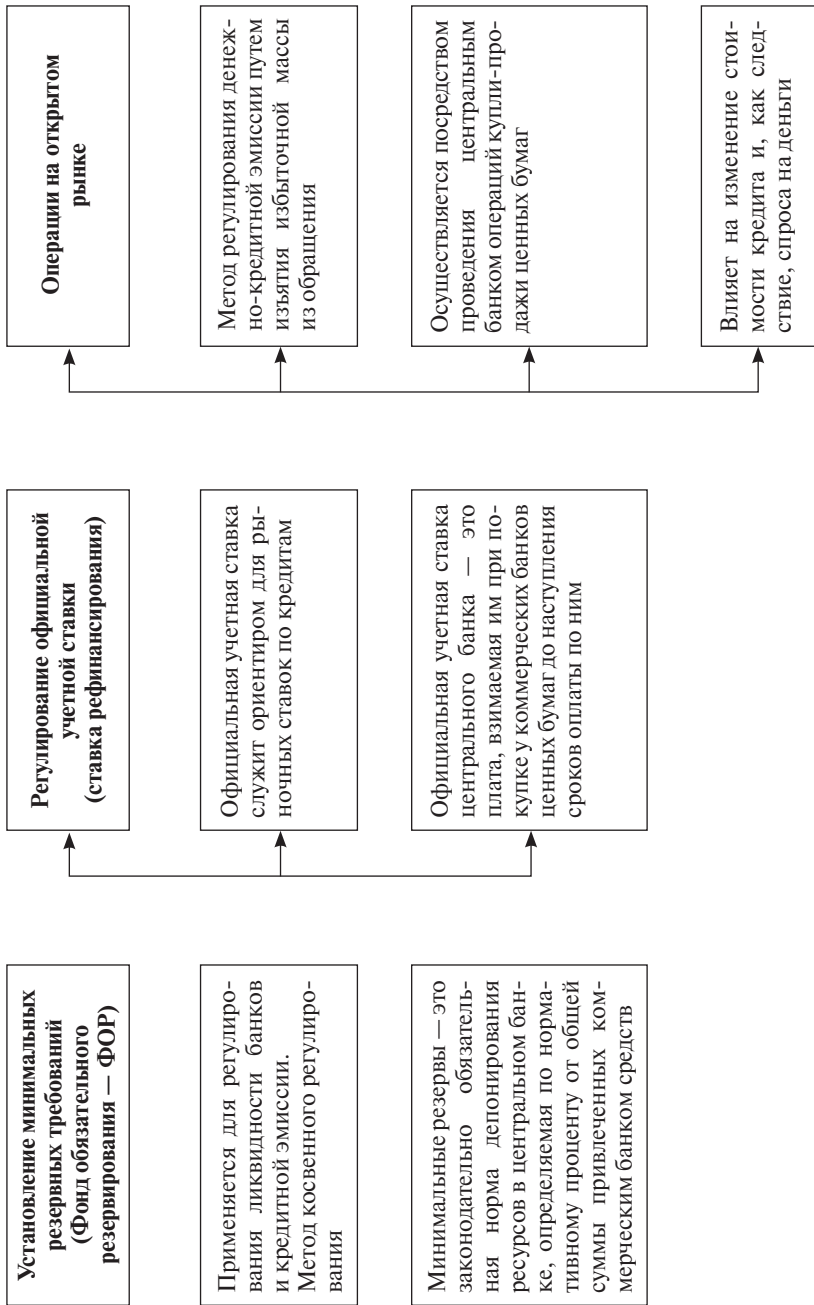 Установление минимальных
резервных требований
(Фонд обязательного
резервирования — ФОР)
Применяется для регулиро-
вания ликвидности банков
и кредитной эмиссии.
Метод косвенного регулиро-
вания
Минимальные резервы — это
законодательно обязатель-
ная норма депонирования
ресурсов в центральном бан-
ке, определяемая по норма-
тивному проценту от общей
суммы привлеченных ком-
мерческим банком средств
Регулирование официальной
учетной ставки
(ставка рефинансирования)
Официальная учетная ставка
служит ориентиром для ры-
ночных ставок по кредитам
Официальная учетная ставка
центрального банка — это
плата, взимаемая им при по-
купке у коммерческих банков
ценных бумаг до наступления
сроков оплаты по ним
Операции на открытом
рынке
Метод регулирования денеж-
но-кредитной эмиссии путем
изъятия избыточной массы
из обращения
Осуществляется посредством
проведения центральным
банком операций купли-про-
дажи ценных бумаг
Влияет на изменение стои-
мости кредита и, как след-
ствие, спроса на деньги